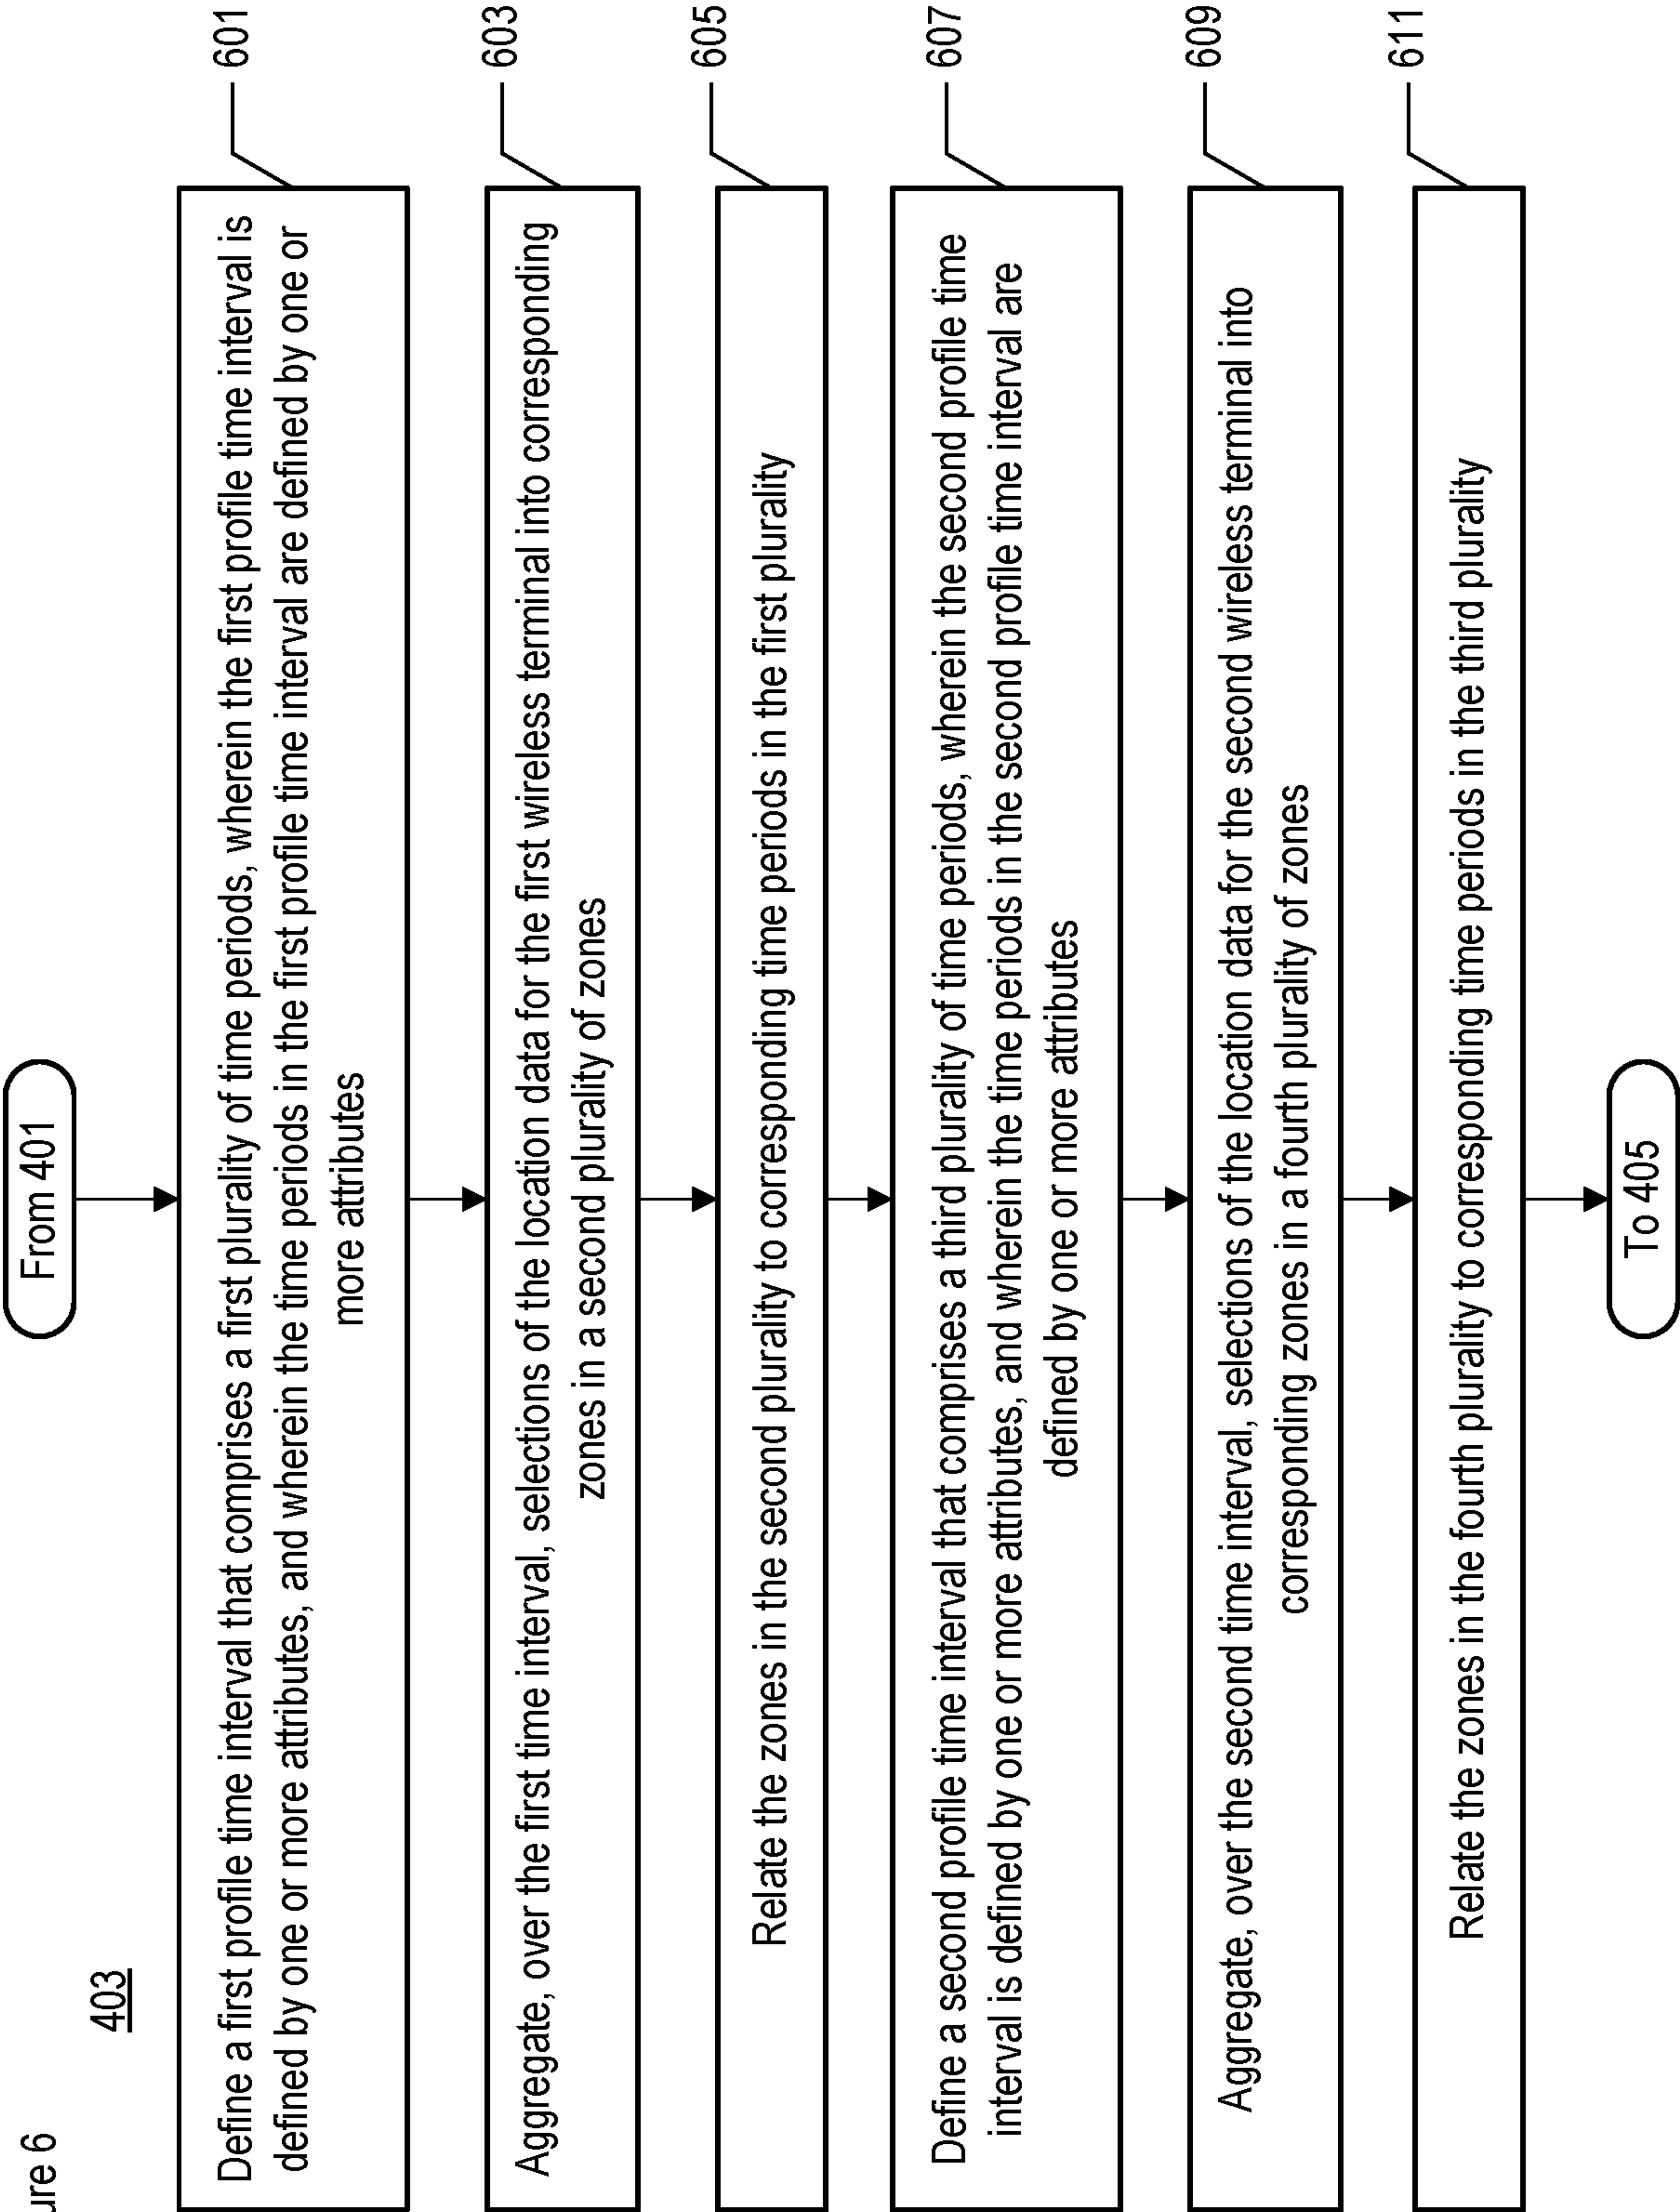 ure 6
403
From 401
Define a first profile time interval that comprises a first plurality of time periods, wherein the first profile time interval is
defined by one or more attributes, and wherein the time periods in the first profile time interval are defined by one or
more attributes
601
Aggregate, over the first time interval, selections of the location data for the first wireless terminal into corresponding
zones in a second plurality of zones
603
Relate the zones in the second plurality to corresponding time periods in the first plurality
605
Define a second profile time interval that comprises a third plurality of time periods, wherein the second profile time
interval is defined by one or more attributes, and wherein the time periods in the second profile time interval are
defined by one or more attributes
607
Aggregate, over the second time interval, selections of the location data for the second wireless terminal into
corresponding zones in a fourth plurality of zones
609
Relate the zones in the fourth plurality to corresponding time periods in the third plurality
611
To 405